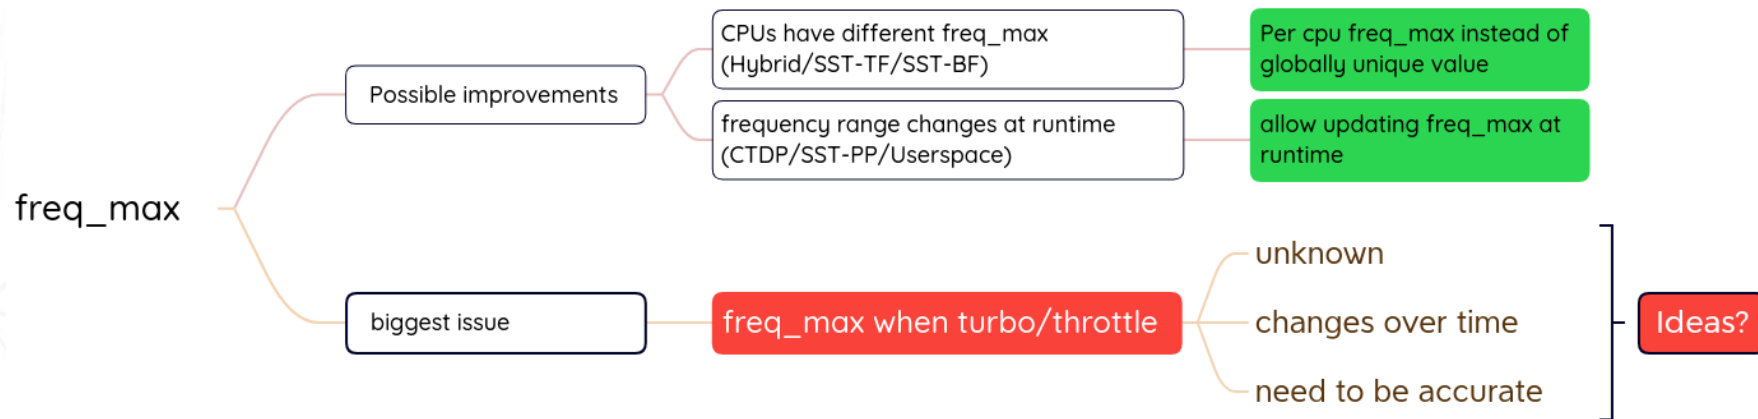 freq_max
Possible improvements
CPUs have different freq_max
(Hybrid/SST-TF/SST-BF)
Per cpu freq_max instead of
globally unique value
frequency range changes at runtime
(CTDP/SST-PP/Userspace)
allow updating freq_max at
runtime
biggest issue
freq_max when turbo/throttle
unknown
changes over time
need to be accurate
Ideas?